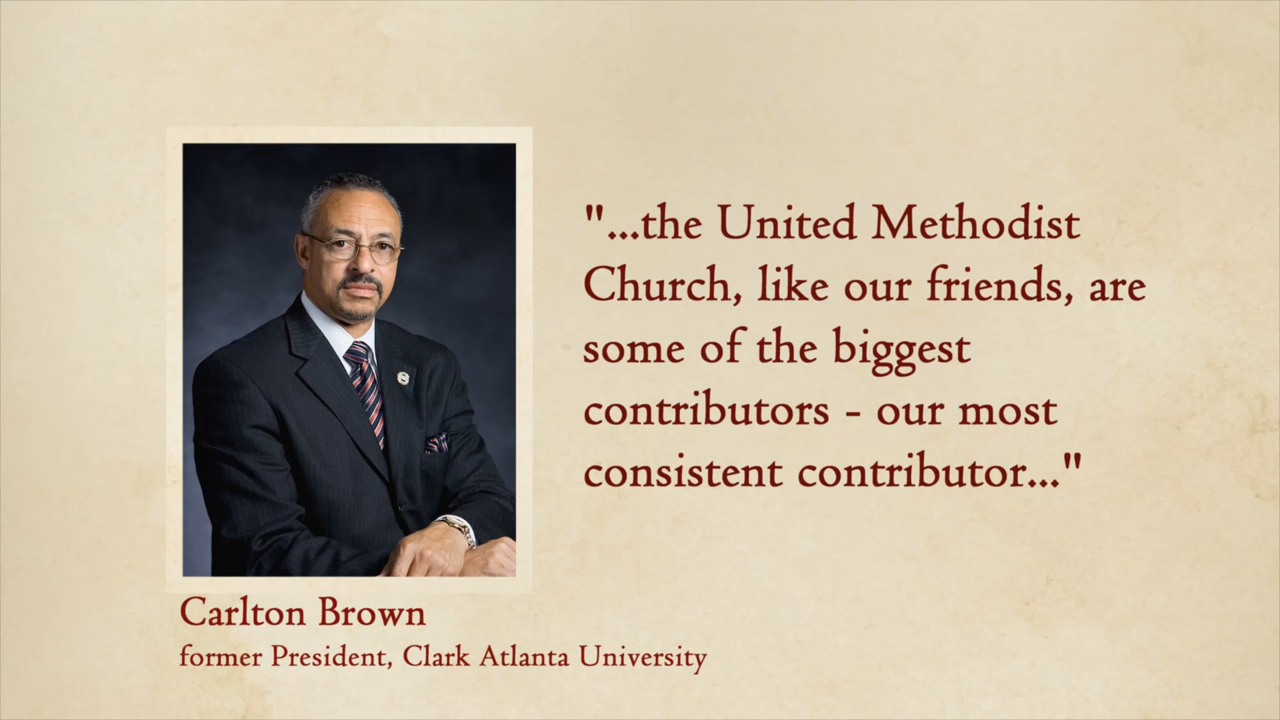 "...the United Methodist
Church, like our friends, are
some of the biggest
contributors - our most
consistent contributor..."
Carlton Brown
former President, Clark Atlanta University